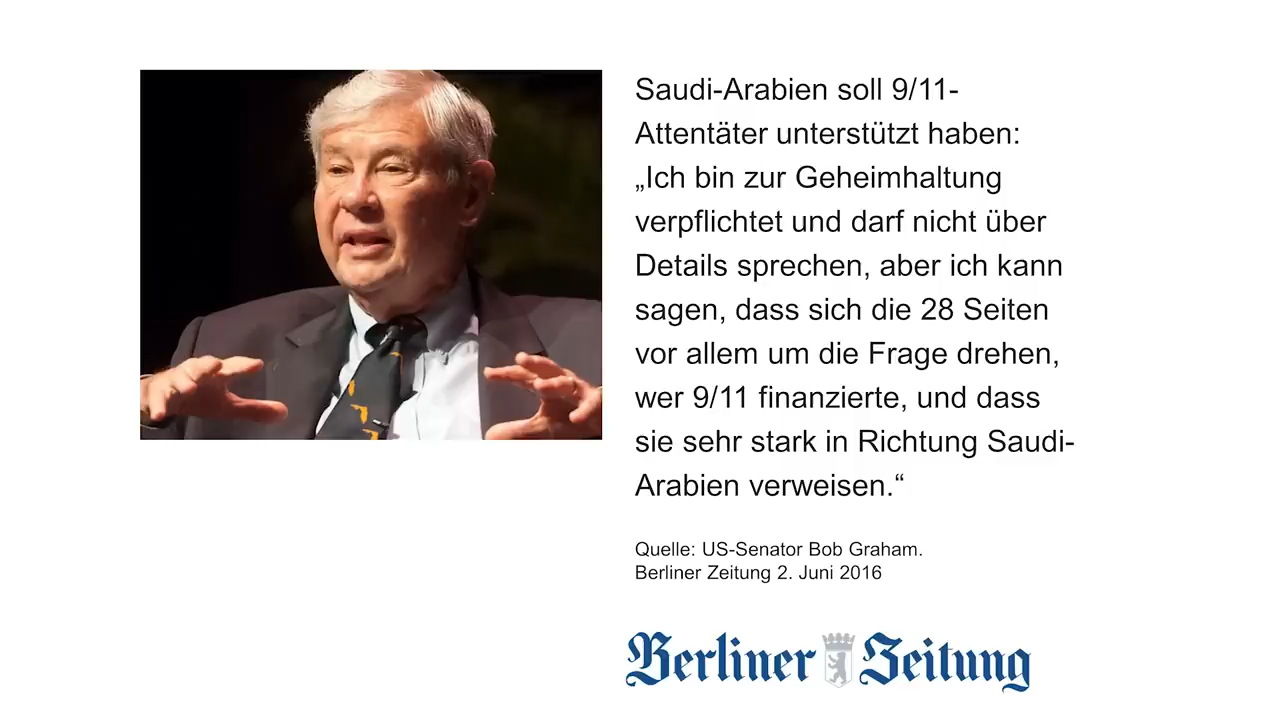 Saudi-Arabien soll 9/11-
Attentäter unterstützt haben:
„Ich bin zur Geheimhaltung
verpflichtet und darf nicht über
Details sprechen, aber ich kann
sagen, dass sich die 28 Seiten
vor allem um die Frage drehen,
wer 9/11 finanzierte, und dass
sie sehr stark in Richtung Saudi-
Arabien verweisen.“
Quelle: US-Senator Bob Graham.
Berliner Zeitung 2. Juni 2016
Berliner Zeitung